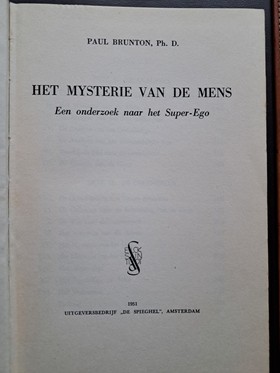 PAUL BRUNTON, Ph. D.
HET MYSTERIE VAN DE MENS
Een onderzoek naar het Super-Ego
1951
UITGEVERSBEDRIJF „DE SPIEGHEL”, AMSTERDAM